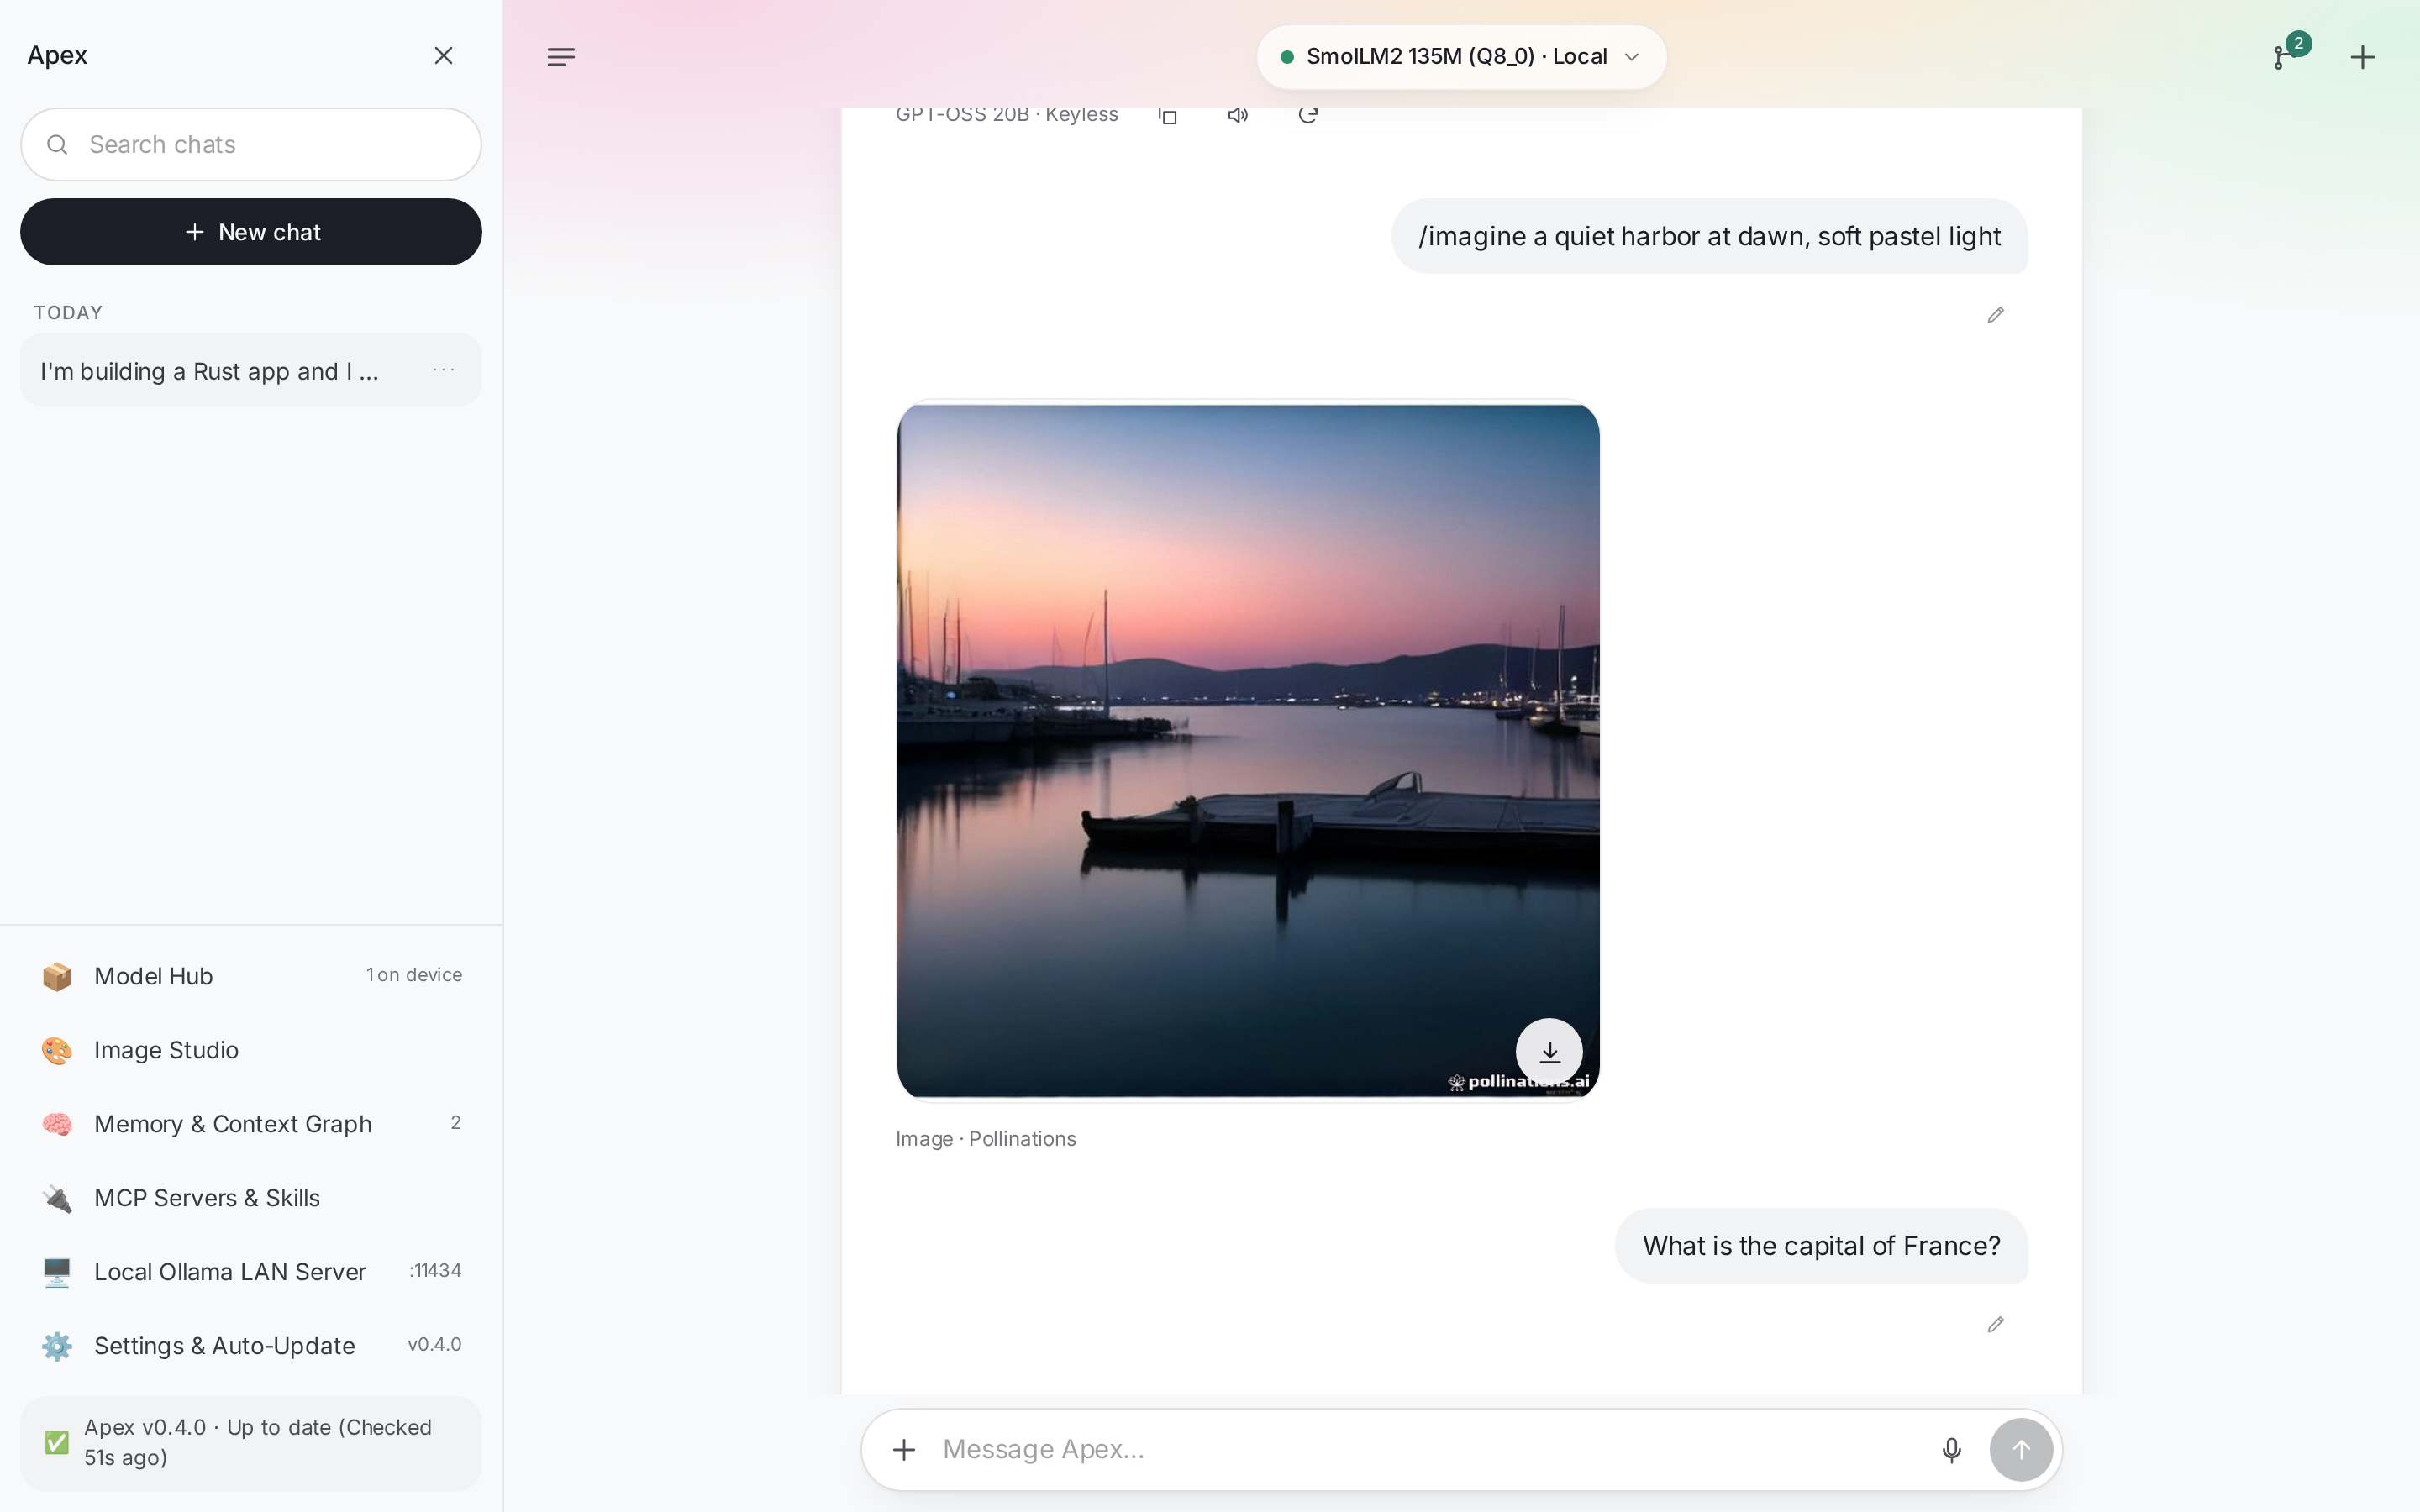 Apex
Search chats
New chat
TODAY
I'm building a Rust app and I ...
Model Hub
1 on device
Image Studio
Memory & Context Graph
2
MCP Servers & Skills
Local Ollama LAN Server
:11434
Settings & Auto-Update
v0.4.0
Apex v0.4.0 · Up to date (Checked
51s ago)
SmolLM2 135M (Q8_0) · Local
2
GPT-OSS 20B · Keyless
/imagine a quiet harbor at dawn, soft pastel light
pollinations.ai
Image · Pollinations
What is the capital of France?
Message Apex...